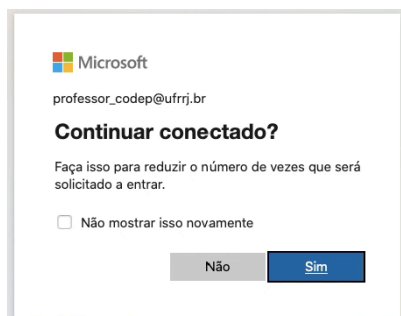 Microsoft
professor_codep@ufrrj.br
Continuar conectado?
Faça isso para reduzir o número de vezes que será
solicitado a entrar.
Não mostrar isso novamente
Não
Sim